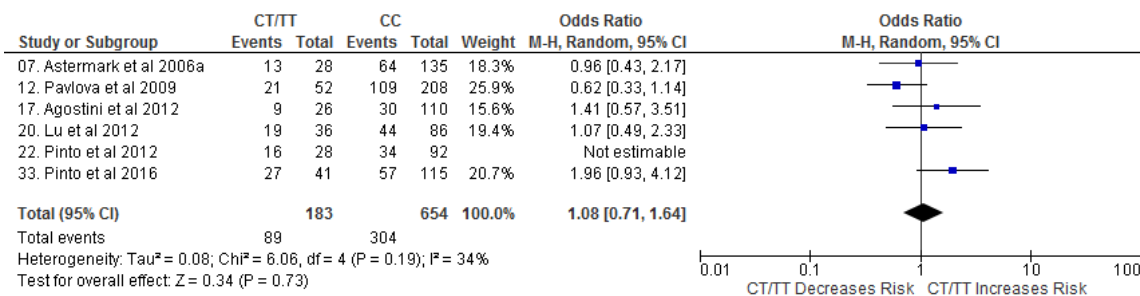 CT/TT CC Odds Ratio Odds Ratio
Study or Subgroup Events Total Events Total Weight M-H, Random, 95% CI M-H, Random, 95% CI
07. Astermark et al 2006a 13 28 64 135 18.3% 0.96 [0.43, 2.17]
12. Pavlova et al 2009 21 52 109 208 25.9% 0.62 [0.33, 1.14]
17. Agostini et al 2012 9 26 30 110 15.6% 1.41 [0.57, 3.51]
20. Lu et al 2012 19 36 44 86 19.4% 1.07 [0.49, 2.33]
22. Pinto et al 2012 16 28 34 92 Not estimable
33. Pinto et al 2016 27 41 57 115 20.7% 1.96 [0.93, 4.12]
Total (95% CI) 183 654 100.0% 1.08 [0.71, 1.64]
Total events 89 304
Heterogeneity: Tau² = 0.08; Chi² = 6.06, df = 4 (P = 0.19); I² = 34%
Test for overall effect: Z = 0.34 (P = 0.73)
0.01 0.1 1 10 100
CT/TT Decreases Risk CT/TT Increases Risk